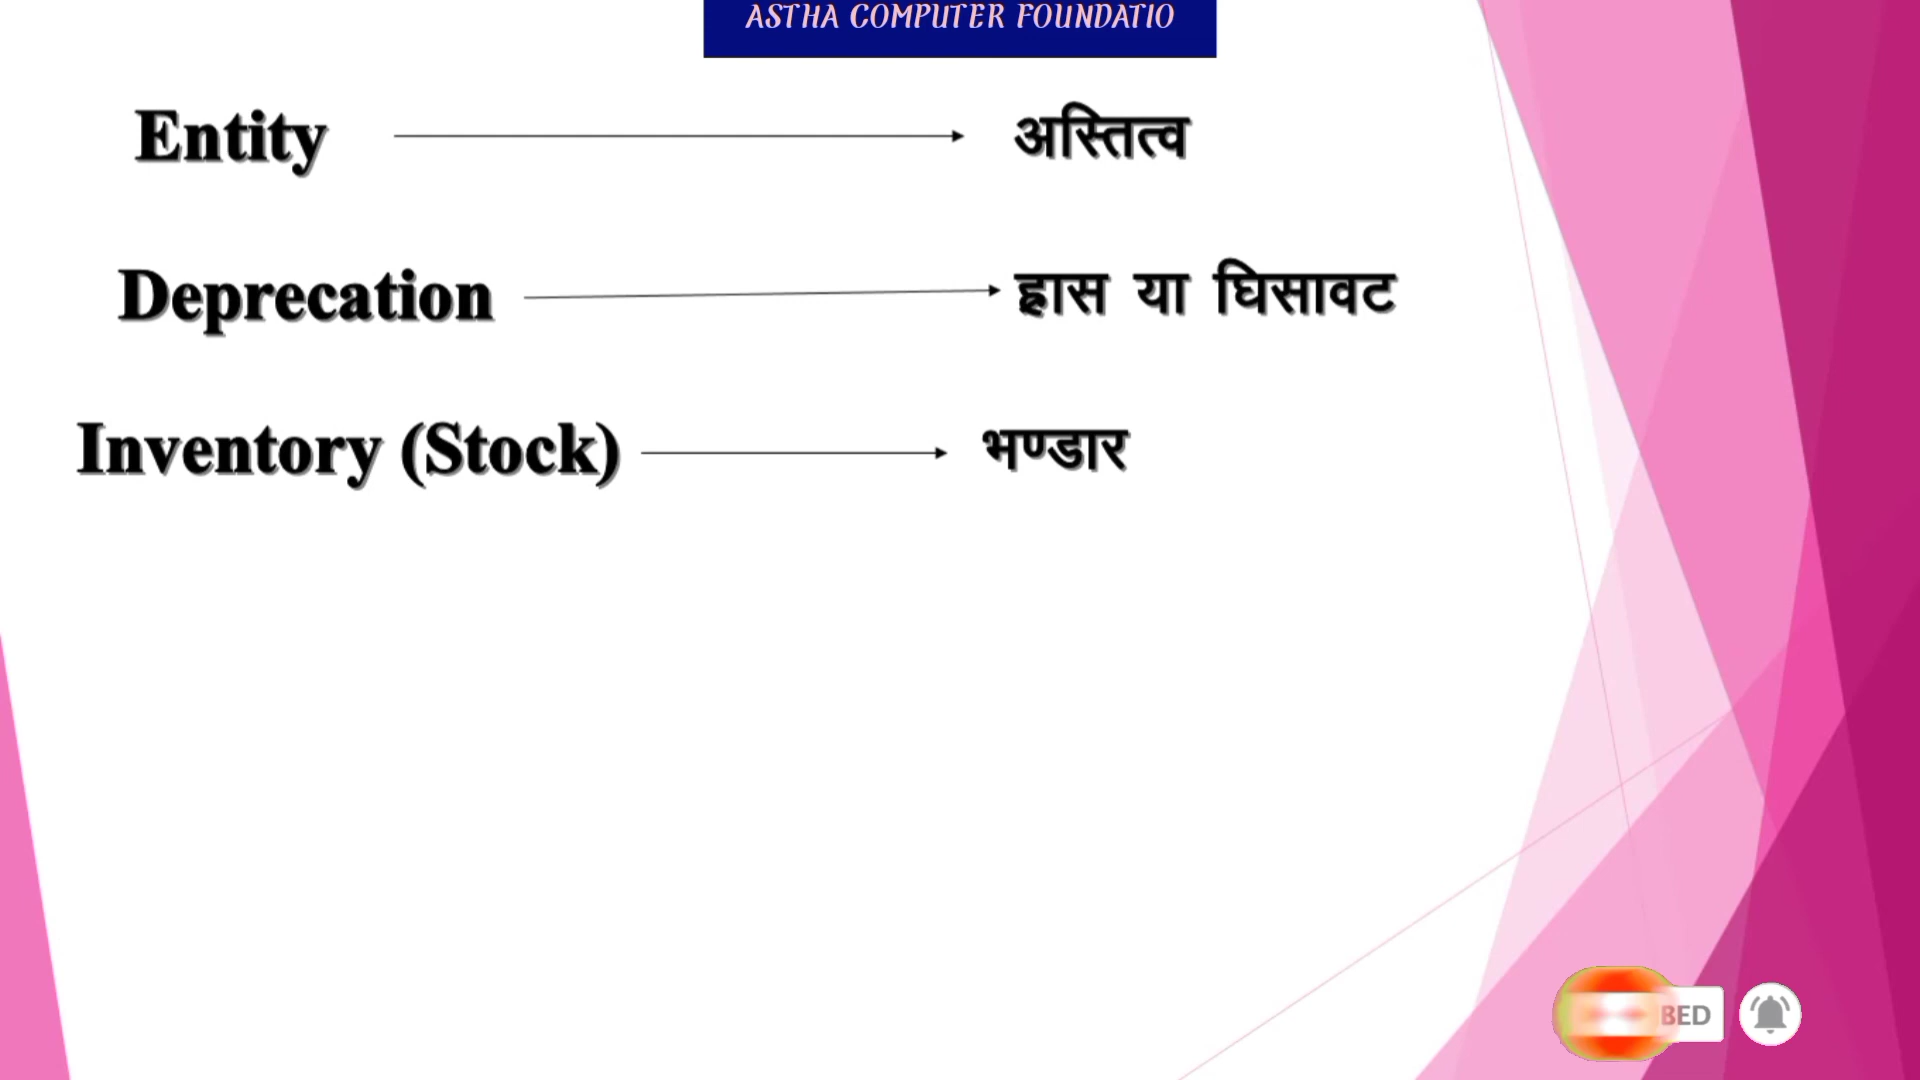 ASTHA COMPUTER FOUNDATIO
Entity अस्तित्व
Deprecation ह्रास या घिसावट
Inventory (Stock) भण्डार
BED